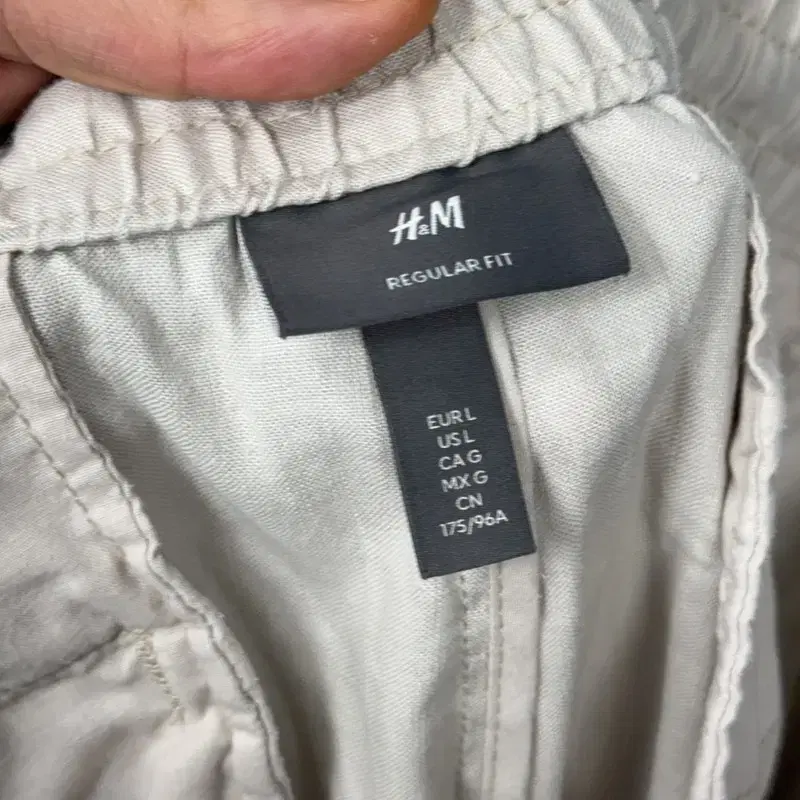 H&M
REGULAR FIT
EUR L
US L
CA G
MX G
CN
175/96A